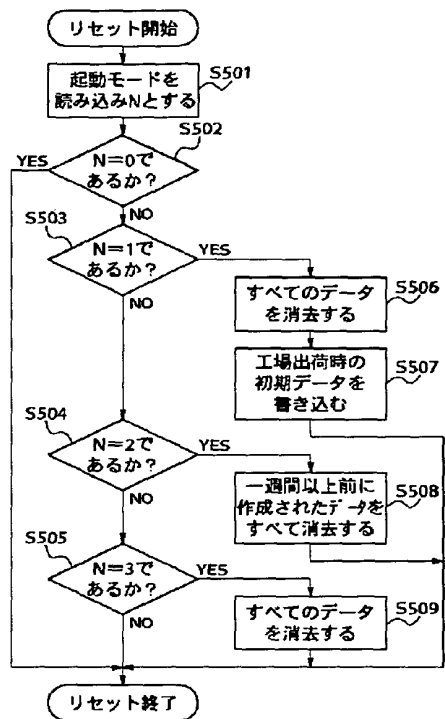 リセット開始
起動モードを
読み込みNとする
S501
N=0で
あるか？
S502
YES
NO
N=1で
あるか？
S503
YES
NO
すべてのデータ
を消去する
S506
工場出荷時の
初期データを
書き込む
S507
N=2で
あるか？
S504
YES
NO
一週間以上前に
作成されたデータを
すべて消去する
S508
N=3で
あるか？
S505
YES
NO
すべてのデータ
を消去する
S509
リセット終了